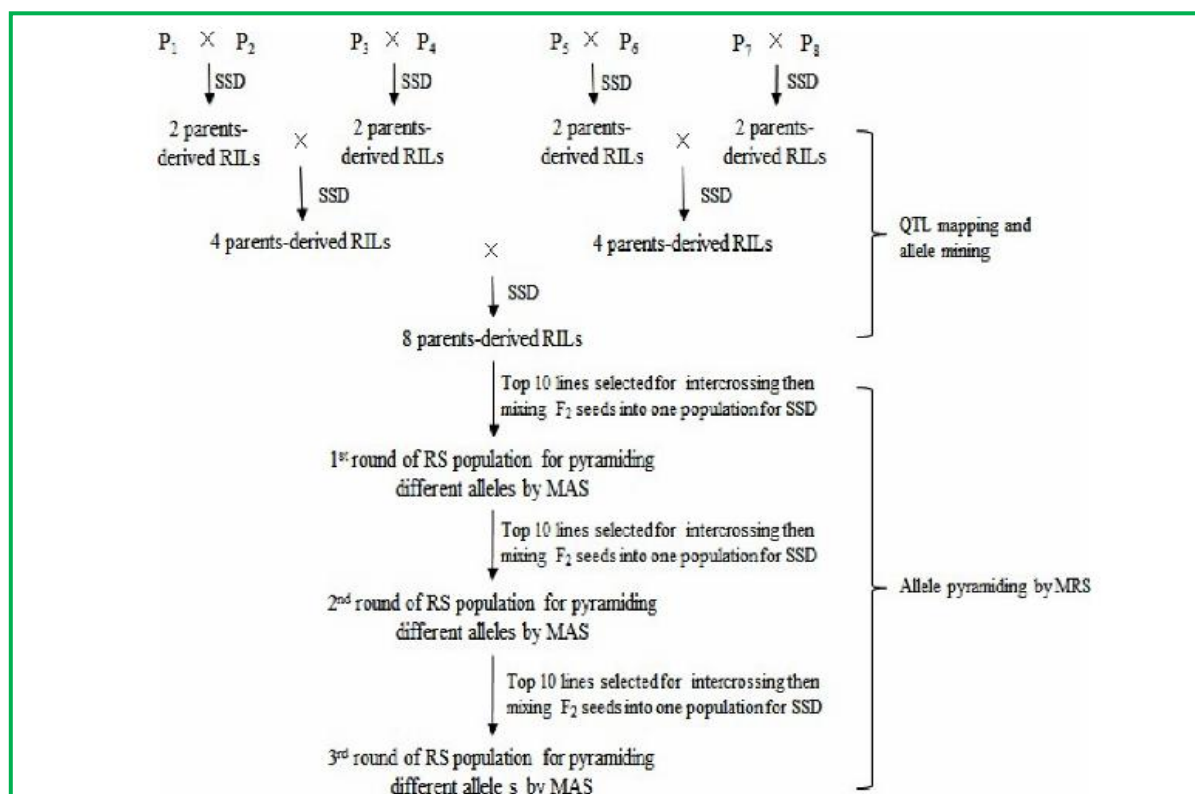 P₁ × P₂ P₃ × P₄ P₅ × P₆ P₇ × P₈
SSD SSD SSD SSD
2 parents- 2 parents- 2 parents- 2 parents-
derived RILs × derived RILs derived RILs × derived RILs
SSD SSD
4 parents-derived RILs 4 parents-derived RILs
×
QTL mapping and
allele mining
SSD
8 parents-derived RILs
Top 10 lines selected for intercrossing then
mixing F₂ seeds into one population for SSD
1st round of RS population for pyramiding
different alleles by MAS
Top 10 lines selected for intercrossing then
mixing F₂ seeds into one population for SSD
Allele pyramiding by MRS
2nd round of RS population for pyramiding
different alleles by MAS
Top 10 lines selected for intercrossing then
mixing F₂ seeds into one population for SSD
3rd round of RS population for pyramiding
different allele s by MAS